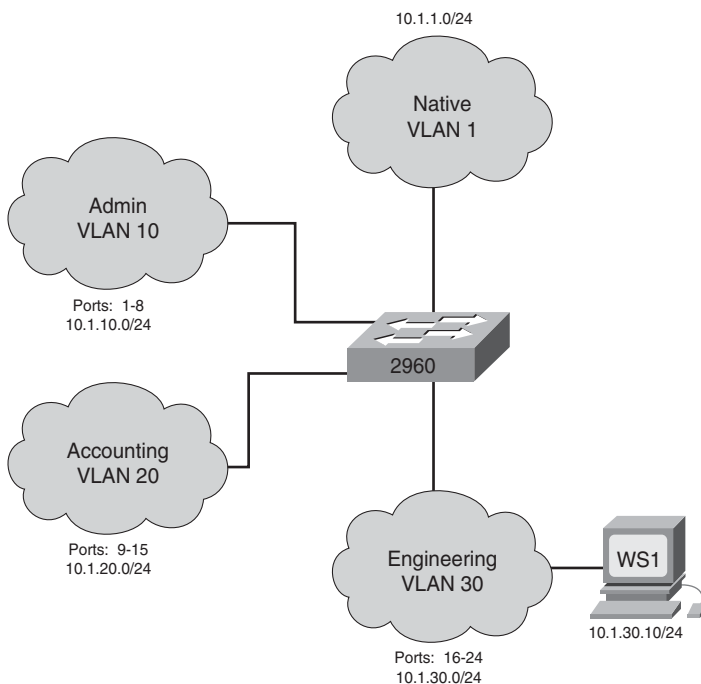 10.1.1.0/24
Native
VLAN 1
Admin
VLAN 10
Ports: 1-8
10.1.10.0/24
2960
Accounting
VLAN 20
Ports: 9-15
10.1.20.0/24
Engineering
VLAN 30
Ports: 16-24
10.1.30.0/24
WS1
10.1.30.10/24